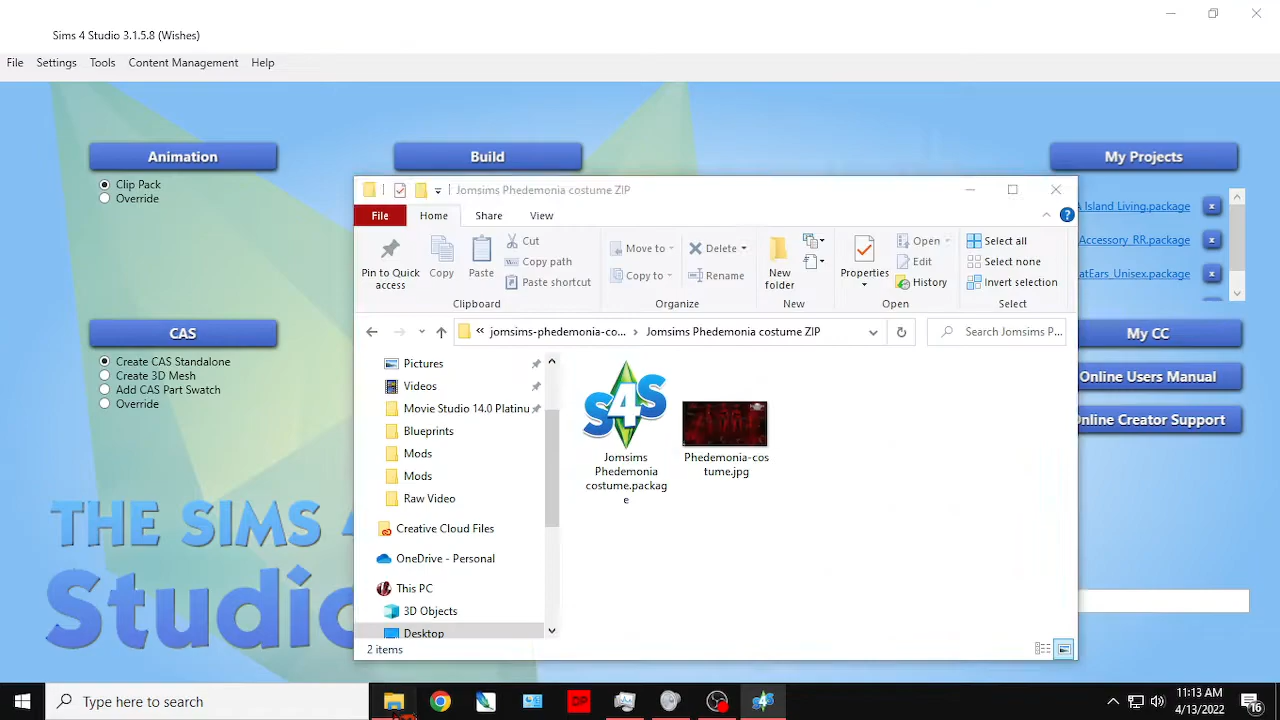 Sims 4 Studio 3.1.5.8 (Wishes)
File Settings Tools Content Management Help
Animation
Clip Pack
Override
Build
My Projects
Island Living.package
x
Accessory_RR.package
x
atEars_Unisex.package
x
CAS
Create CAS Standalone
Create 3D Mesh
Add CAS Part Swatch
Override
My CC
Online Users Manual
Online Creator Support
THE SIMS
Studio
Jomsims Phedemonia costume ZIP
File Home Share View
?
Pin to Quick
access
Copy
Paste
Cut
Copy path
Paste shortcut
Clipboard
Move to
Copy to
Delete
Rename
Organize
New
folder
New
Properties
Open
Edit
History
Open
Select all
Select none
Invert selection
Select
« jomsims-phedemonia-co... › Jomsims Phedemonia costume ZIP
Search Jomsims P...
Pictures
Videos
Movie Studio 14.0 Platinu
Blueprints
Mods
Mods
Raw Video
Creative Cloud Files
OneDrive - Personal
This PC
3D Objects
Desktop
S4S
Jomsims
Phedemonia
costume.packag
e
Phedemonia-cos
tume.jpg
2 items
Type here to search
DP
11:13 AM
4/13/2022
16